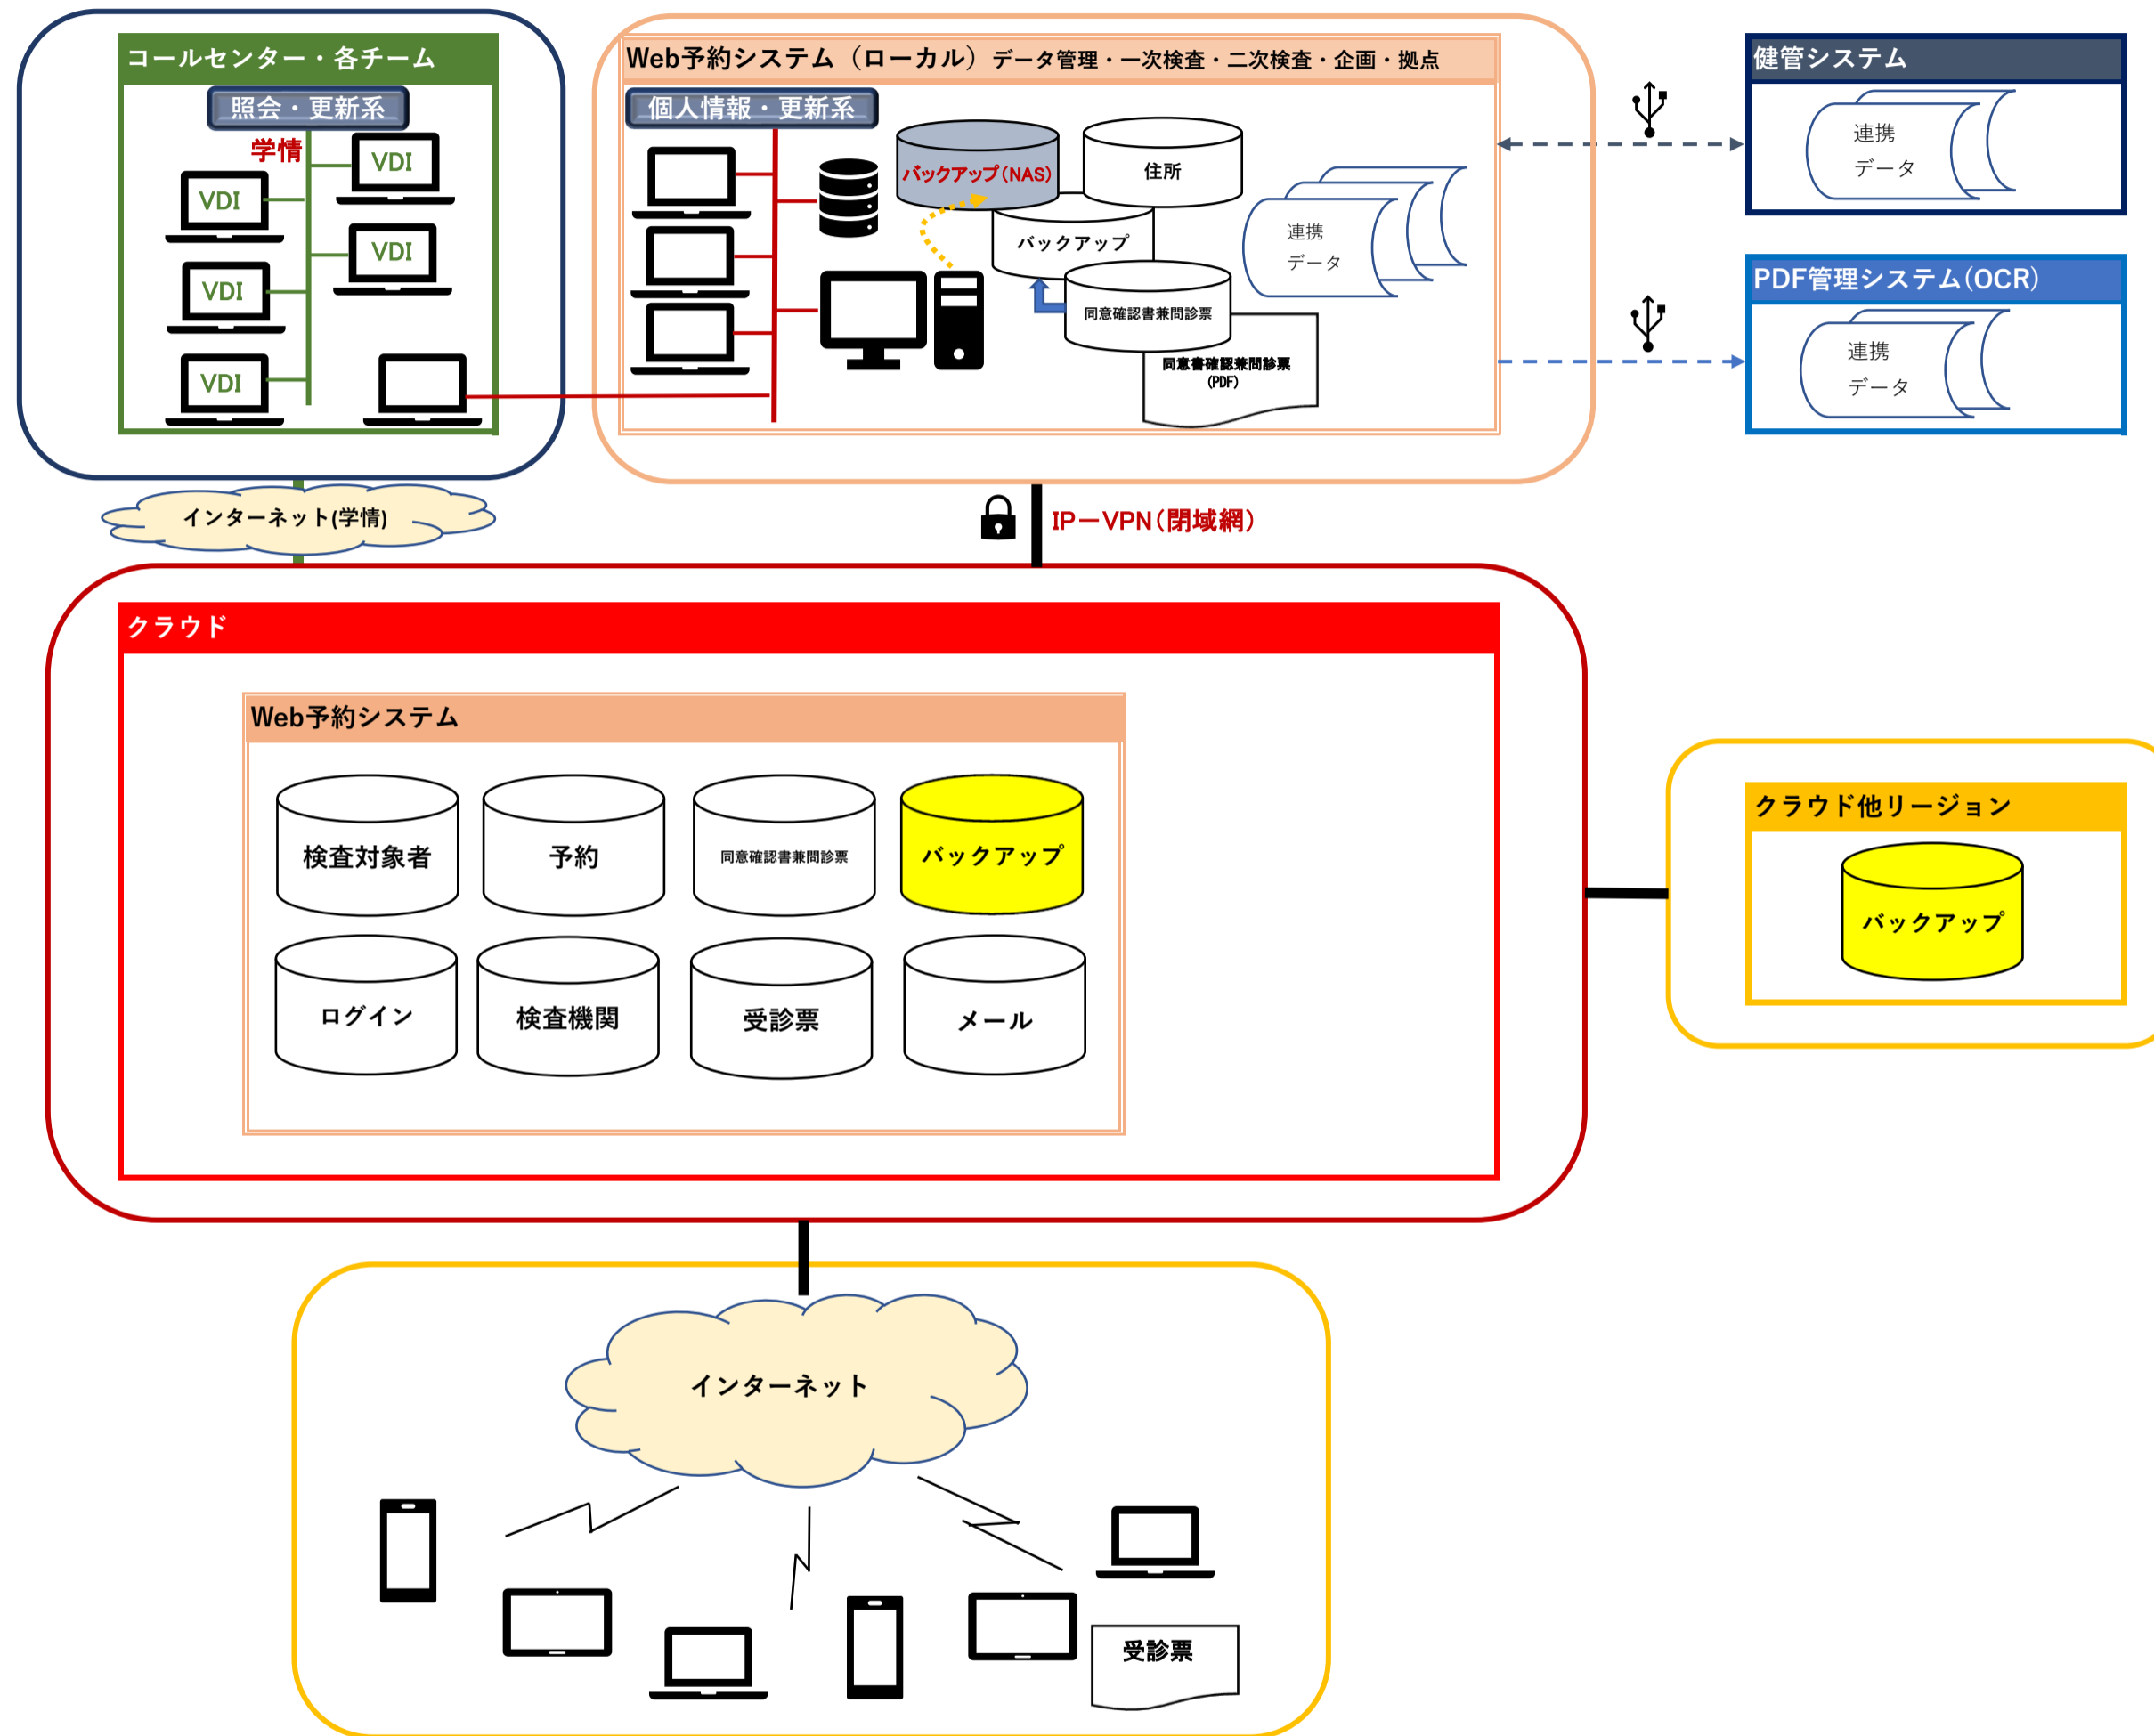 コールセンター・各チーム
照会・更新系
学情
VDI
VDI
VDI
VDI
VDI
Web予約システム（ローカル）データ管理・一次検査・二次検査・企画・拠点
個人情報・更新系
バックアップ（NAS）
住所
バックアップ
同意確認書兼問診票
同意書確認兼問診票
(PDF)
連携
データ
健管システム
連携
データ
PDF管理システム(OCR)
連携
データ
インターネット(学情)
IP－VPN（閉域網）
クラウド
Web予約システム
検査対象者
予約
同意確認書兼問診票
バックアップ
ログイン
検査機関
受診票
メール
クラウド他リージョン
バックアップ
インターネット
受診票